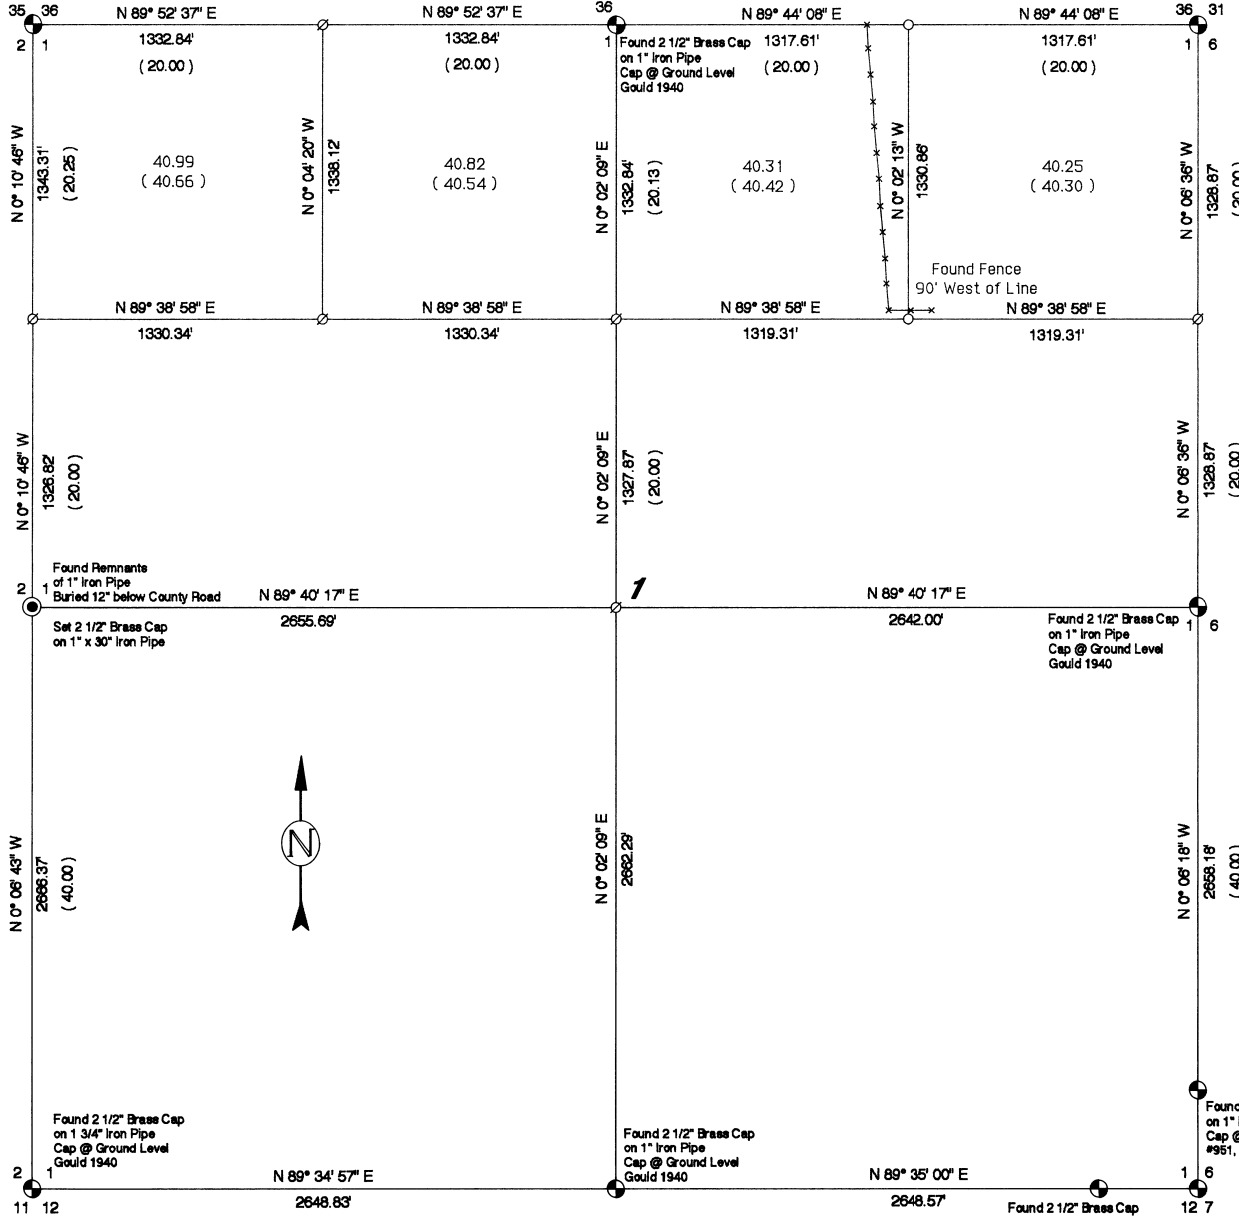 35 36
N 89° 52' 37" E
N 89° 52' 37" E
36
N 89° 44' 08" E
N 89° 44' 08" E
36 31
2 1
1332.84'
1332.84'
1
Found 2 1/2" Brass Cap
on 1" Iron Pipe
Cap @ Ground Level
Gould 1940
1317.61'
1317.61'
1 6
( 20.00 )
( 20.00 )
( 20.00 )
( 20.00 )
N 0° 10' 46" W
1343.31'
( 20.25 )
40.99
( 40.66 )
N 0° 04' 20" W
1338.12'
40.82
( 40.54 )
N 0° 02' 09" E
1332.84'
( 20.13 )
40.31
( 40.42 )
N 0° 02' 13" W
1330.86'
40.25
( 40.30 )
N 0° 06' 36" W
1328.87'
( 20.00 )
Found Fence
90' West of Line
N 89° 38' 58" E
N 89° 38' 58" E
N 89° 38' 58" E
N 89° 38' 58" E
1330.34'
1330.34'
1319.31'
1319.31'
N 0° 10' 46" W
1326.82'
( 20.00 )
N 0° 02' 09" E
1327.87'
( 20.00 )
N 0° 06' 36" W
1328.87'
( 20.00 )
Found Remnants
of 1" Iron Pipe
Buried 12" below County Road
2 1
N 89° 40' 17" E
1
N 89° 40' 17" E
2655.69'
2642.00'
Set 2 1/2" Brass Cap
on 1" x 30" Iron Pipe
Found 2 1/2" Brass Cap
on 1" Iron Pipe
Cap @ Ground Level
Gould 1940
1 6
N
N 0° 06' 43" W
2666.37'
( 40.00 )
N 0° 02' 09" E
2662.29'
N 0° 06' 18" W
2658.18'
( 40.00 )
Found
on 1"
Cap @
#951,
Found 2 1/2" Brass Cap
on 1 3/4" Iron Pipe
Cap @ Ground Level
Gould 1940
Found 2 1/2" Brass Cap
on 1" Iron Pipe
Cap @ Ground Level
Gould 1940
2 1
N 89° 34' 57" E
N 89° 35' 00" E
1 6
11 12
2648.83'
2648.57'
Found 2 1/2" Brass Cap
12 7